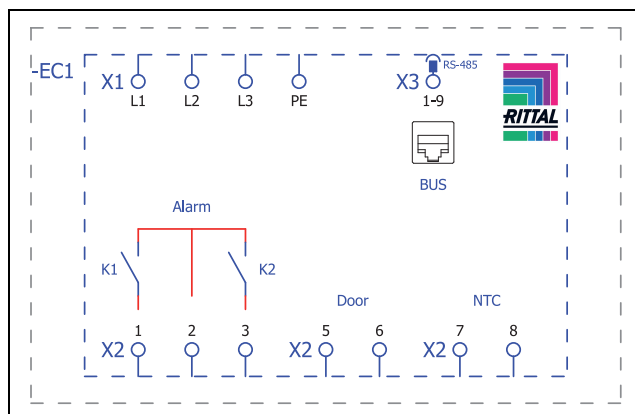 -EC1
X1 L1 L2 L3 PE
X3 RS-485 1-9
RITTAL
BUS
Alarm
K1 K2
Door NTC
X2 1 2 3 X2 5 6 X2 7 8